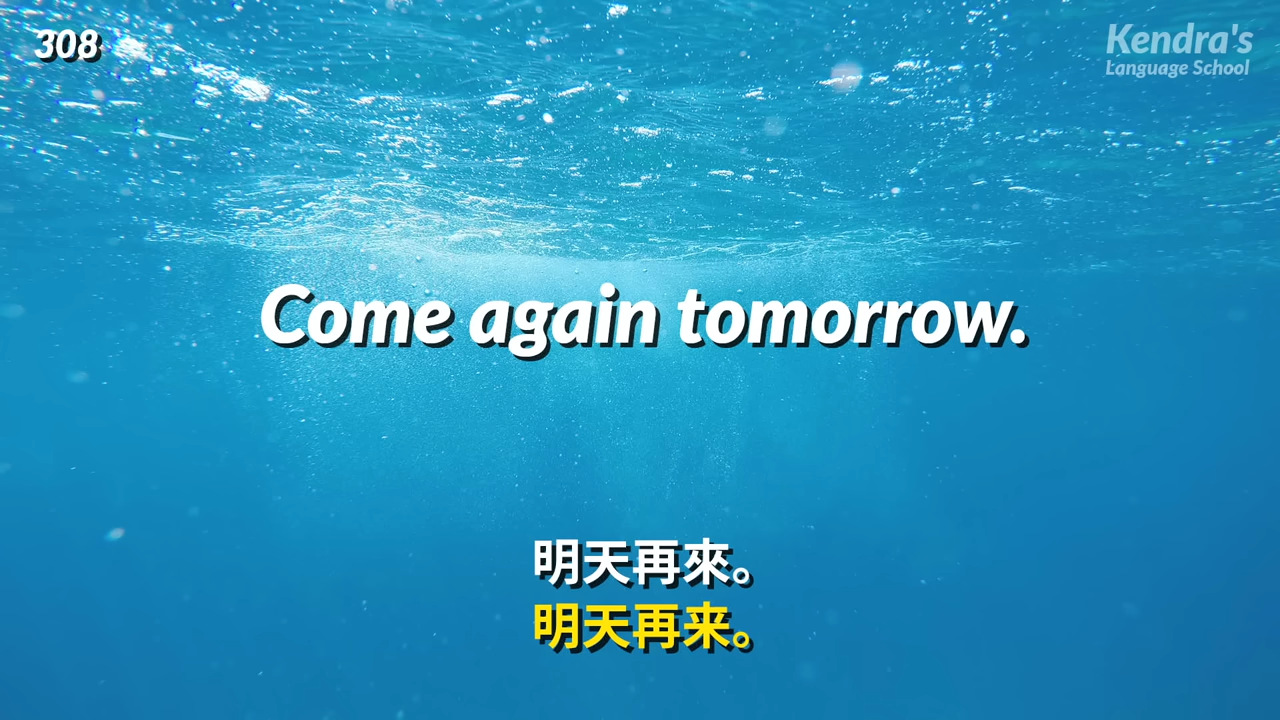 308
Kendra's
Language School
Come again tomorrow.
明天再來。
明天再来。